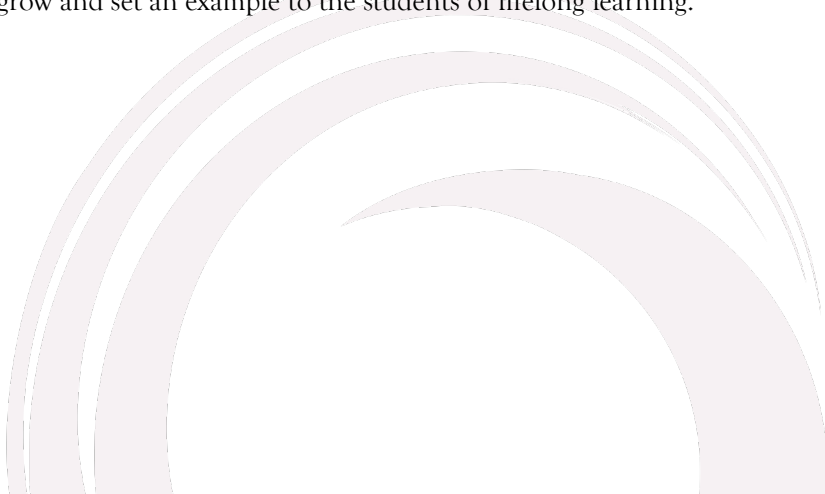 grow and set an example to the students of lifelong learning.